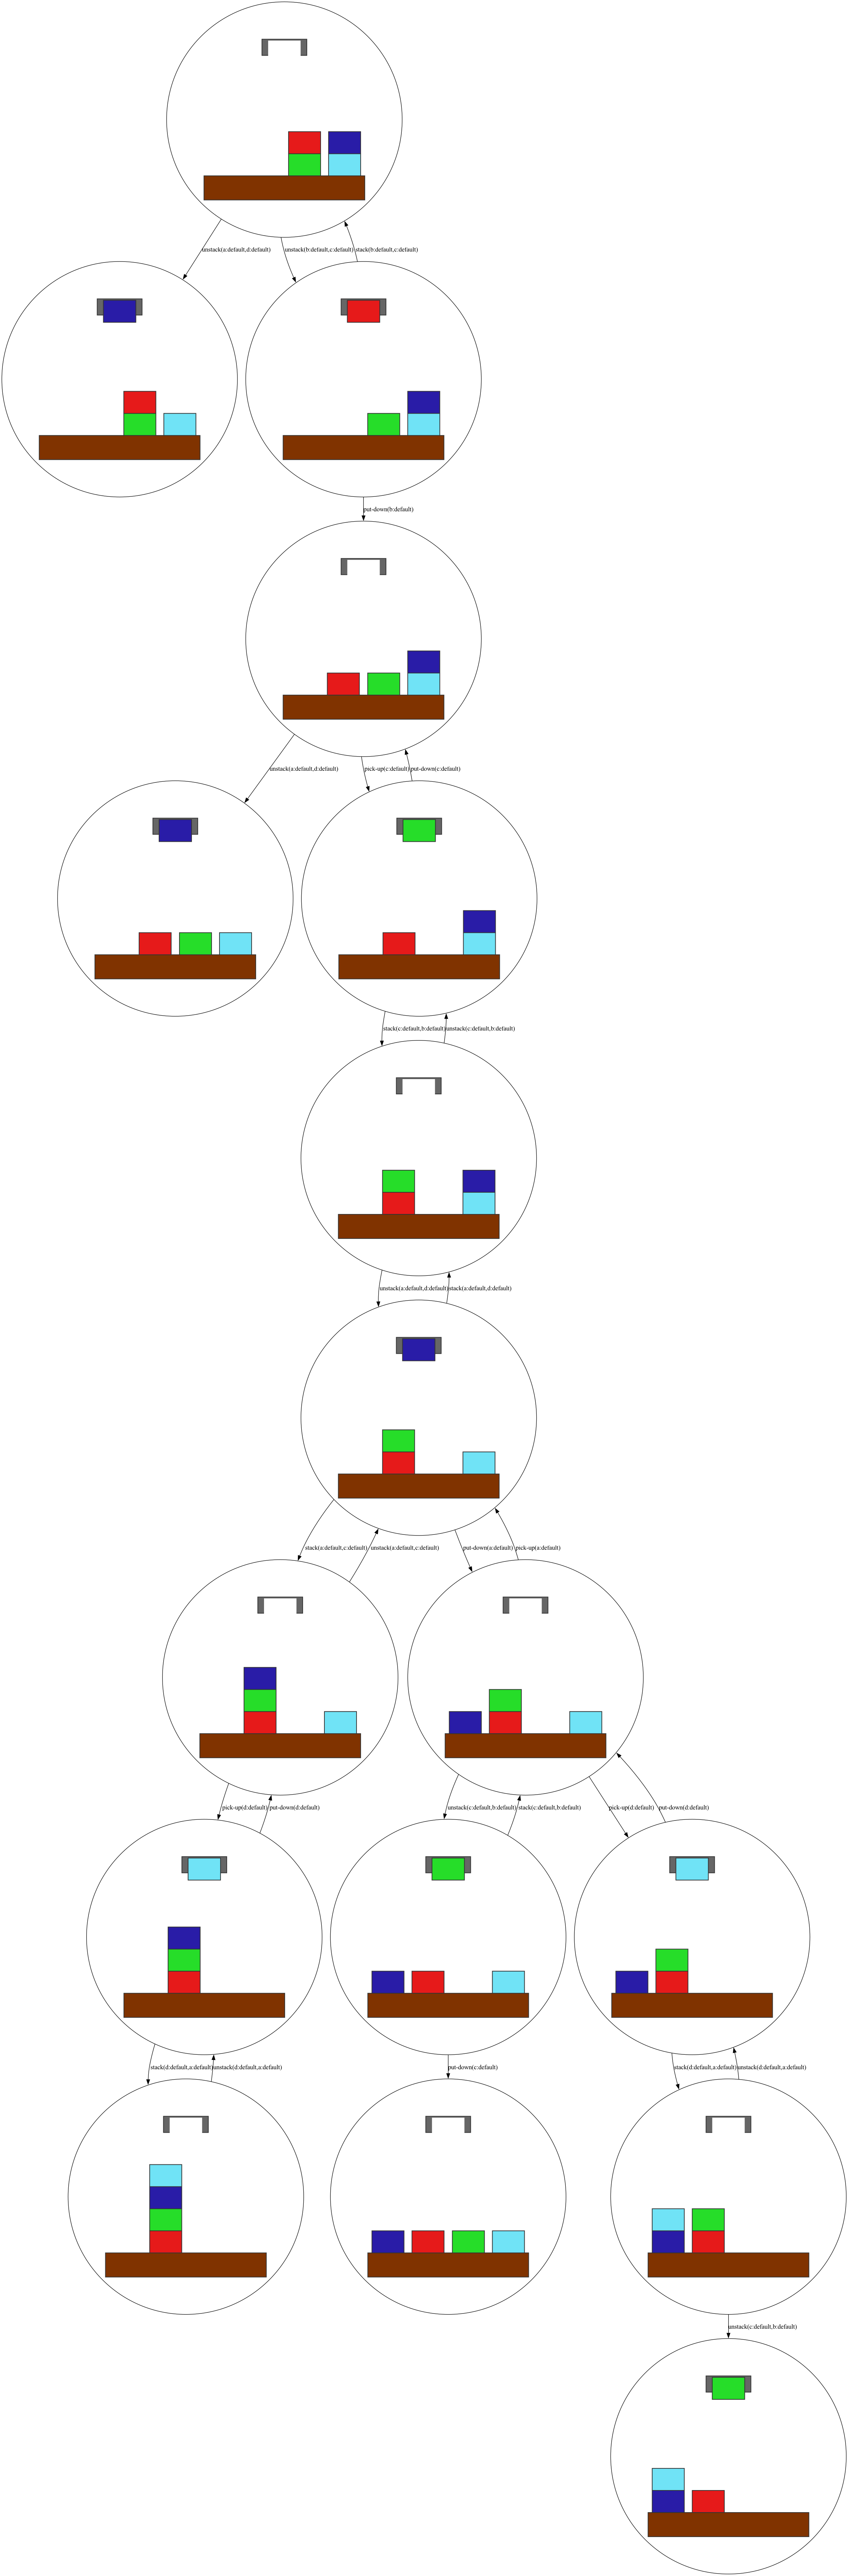 unstack(a:default,d:default)
unstack(b:default,c:default)
stack(b:default,c:default)
put-down(b:default)
unstack(a:default,d:default)
pick-up(c:default)
put-down(c:default)
stack(c:default,b:default)
unstack(c:default,b:default)
unstack(a:default,d:default)
stack(a:default,d:default)
stack(a:default,c:default)
unstack(a:default,c:default)
put-down(a:default)
pick-up(a:default)
pick-up(d:default)
put-down(d:default)
unstack(c:default,b:default)
stack(c:default,b:default)
pick-up(d:default)
put-down(d:default)
stack(d:default,a:default)
unstack(d:default,a:default)
put-down(c:default)
stack(d:default,a:default)
unstack(d:default,a:default)
unstack(c:default,b:default)